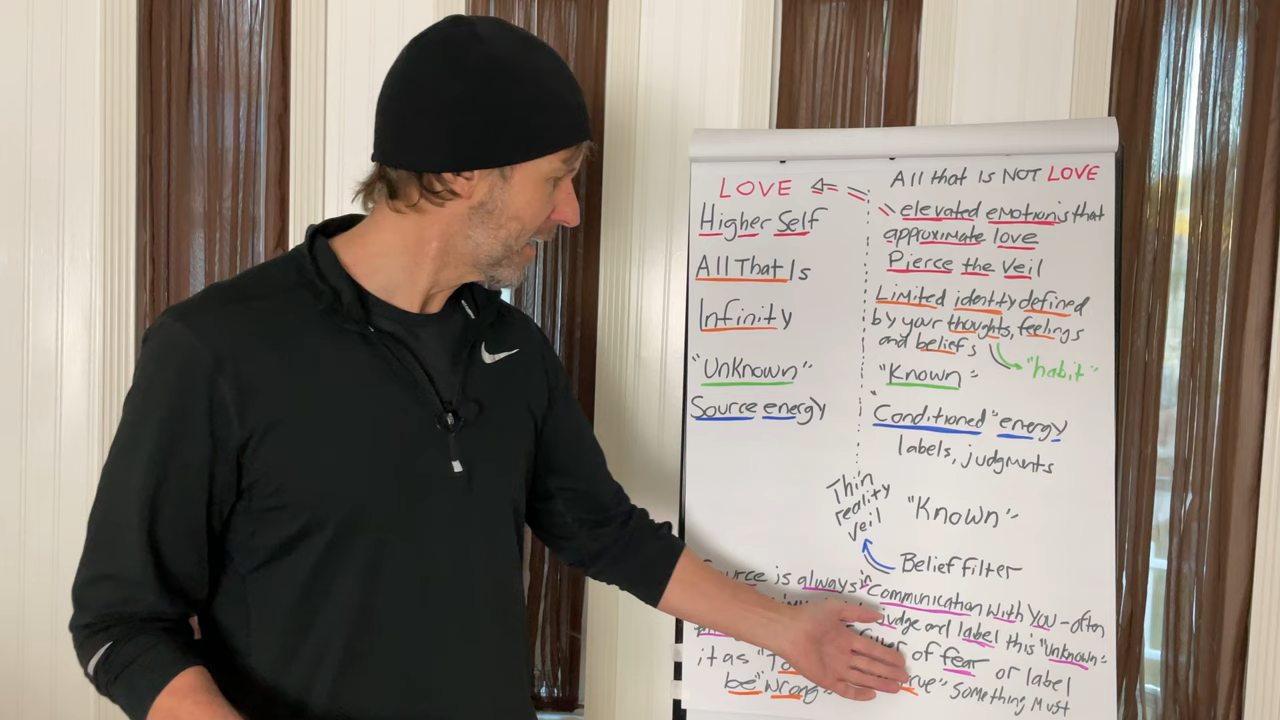 LOVE
Higher Self
All That Is
Infinity
"Unknown"
Source energy
All that Is NOT LOVE
elevated emotions that
approximate love
Pierce the Veil
Limited identity defined
by your thoughts, feelings
and beliefs
"habit"
"Known"
"Conditioned" energy
labels, judgments
Thin
reality
veil
"Known"
Belief filter
is always in communication with you - often
and label this "unknown"
of fear or label
it as something must
be "wrong"